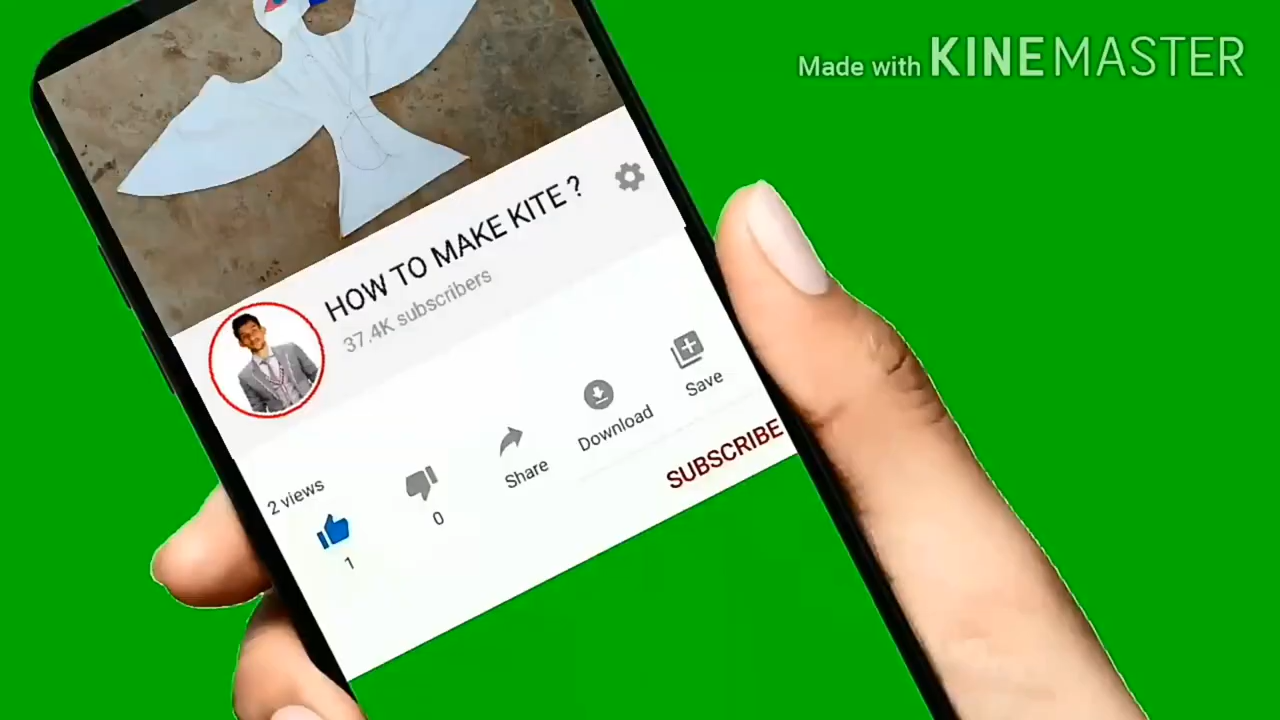 Made with KINEMASTER
HOW TO MAKE KITE ?
37.4K subscribers
2 views
1
0
Share
Download
Save
SUBSCRIBE